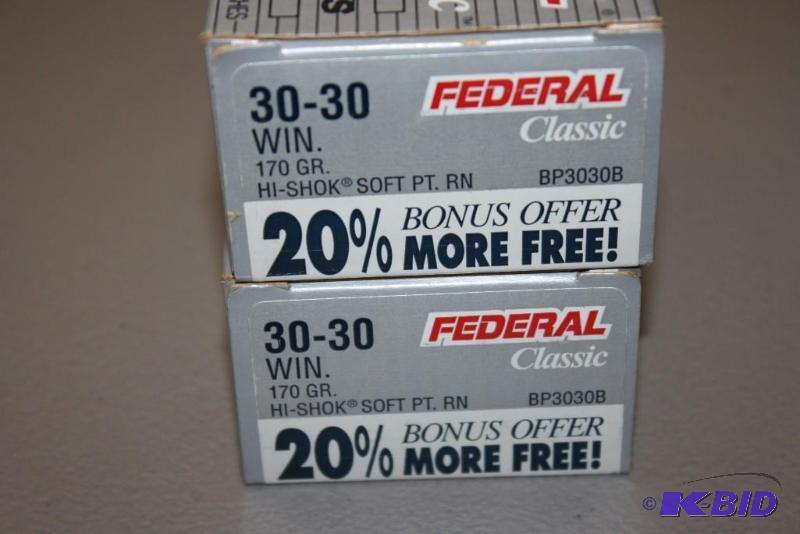 30-30
WIN.
170 GR.
HI-SHOK® SOFT PT. RN
FEDERAL
Classic
BP3030B
20% BONUS OFFER
MORE FREE!
30-30
WIN.
170 GR.
HI-SHOK® SOFT PT. RN
FEDERAL
Classic
BP3030B
20% BONUS OFFER
MORE FREE!
© K-BID